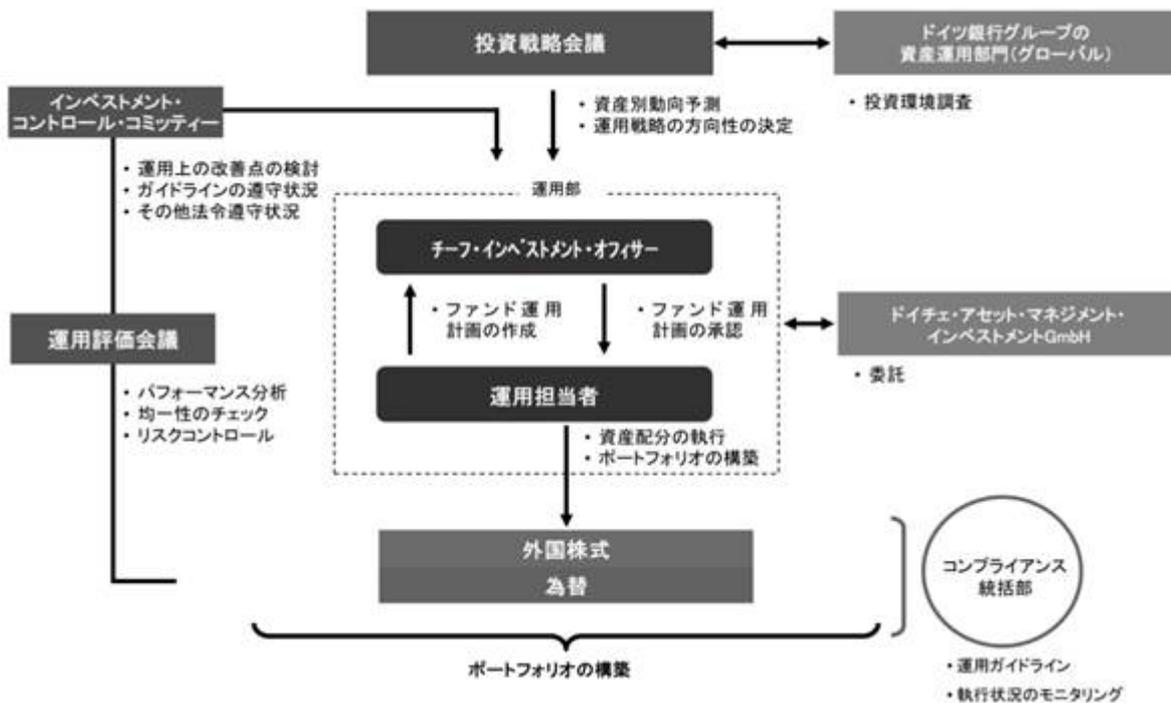 投資戦略会議
ドイツ銀行グループの
資産運用部門(グローバル)
・投資環境調査
・資産別動向予測
・運用戦略の方向性の決定
インベストメント・
コントロール・コミッティー
・運用上の改善点の検討
・ガイドラインの遵守状況
・その他法令遵守状況
運用部
チーフ・インベストメント・オフィサー
・ファンド運用
計画の作成
・ファンド運用
計画の承認
運用担当者
・資産配分の執行
・ポートフォリオの構築
ドイチェ・アセット・マネジメント・
インベストメントGmbH
・委託
運用評価会議
・パフォーマンス分析
・均一性のチェック
・リスクコントロール
外国株式
為替
ポートフォリオの構築
コンプライアンス
統括部
・運用ガイドライン
・執行状況のモニタリング